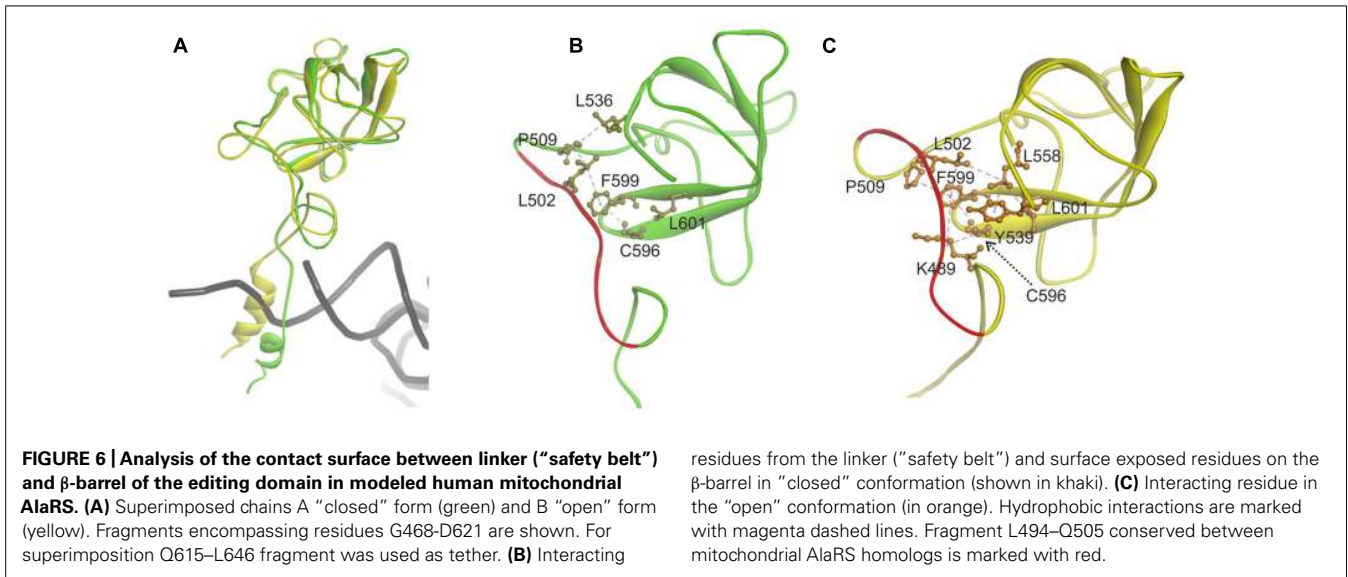 A
B
C
L536
P509
F599
L502
L601
C596
L502
L558
P509
F599
L601
Y539
K489
C596
FIGURE 6 | Analysis of the contact surface between linker ("safety belt")
and β-barrel of the editing domain in modeled human mitochondrial
AlaRS. (A) Superimposed chains A "closed" form (green) and B "open" form
(yellow). Fragments encompassing residues G468-D621 are shown. For
superimposition Q615–L646 fragment was used as tether. (B) Interacting
residues from the linker ("safety belt") and surface exposed residues on the
β-barrel in "closed" conformation (shown in khaki). (C) Interacting residue in
the "open" conformation (in orange). Hydrophobic interactions are marked
with magenta dashed lines. Fragment L494–Q505 conserved between
mitochondrial AlaRS homologs is marked with red.